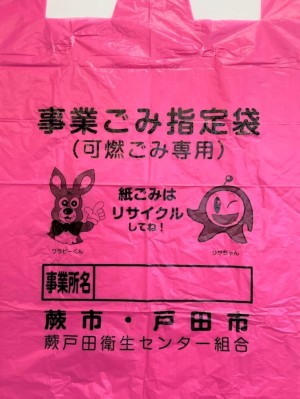 事業ごみ指定袋
（可燃ごみ専用）
紙ごみは
リサイクル
してね！
ワラビーくん
リサちゃん
事業所名
蕨市・戸田市
蕨戸田衛生センター組合